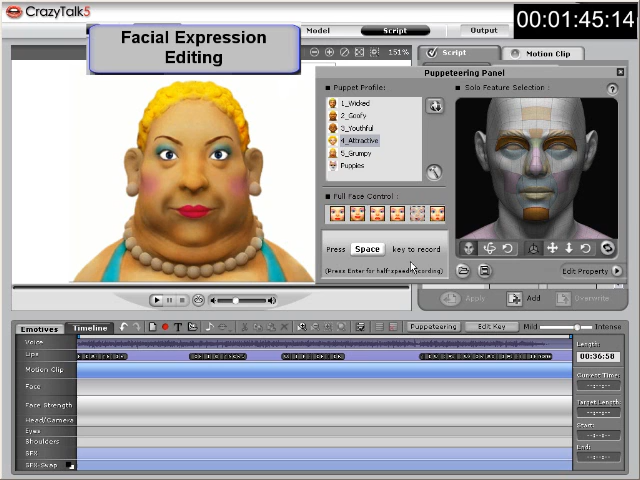 CrazyTalk5
Facial Expression
Editing
Model
Script
Output
00:01:45:14
151%
Script
Motion Clip
Puppeteering Panel
Puppet Profile:
1_Wicked
2_Goofy
3_Youthful
4_Attractive
5_Grumpy
Puppies
Solo Feature Selection :
?
Full Face Control :
Press Space key to record
(Press Enter for half-speed recording)
Edit Property
Apply
Add
Overwrite
Emotives
Timeline
Puppeteering
Edit Key
Mild
Intense
Voice
Lips
Motion Clip
Face
Face Strength
Head/Camera
Eyes
Shoulders
SFX
SFX-Swap
Length:
00:36:58
Current Time:
--:--:--
Target Length:
--:--:--
Start:
--:--:--
End:
--:--:--